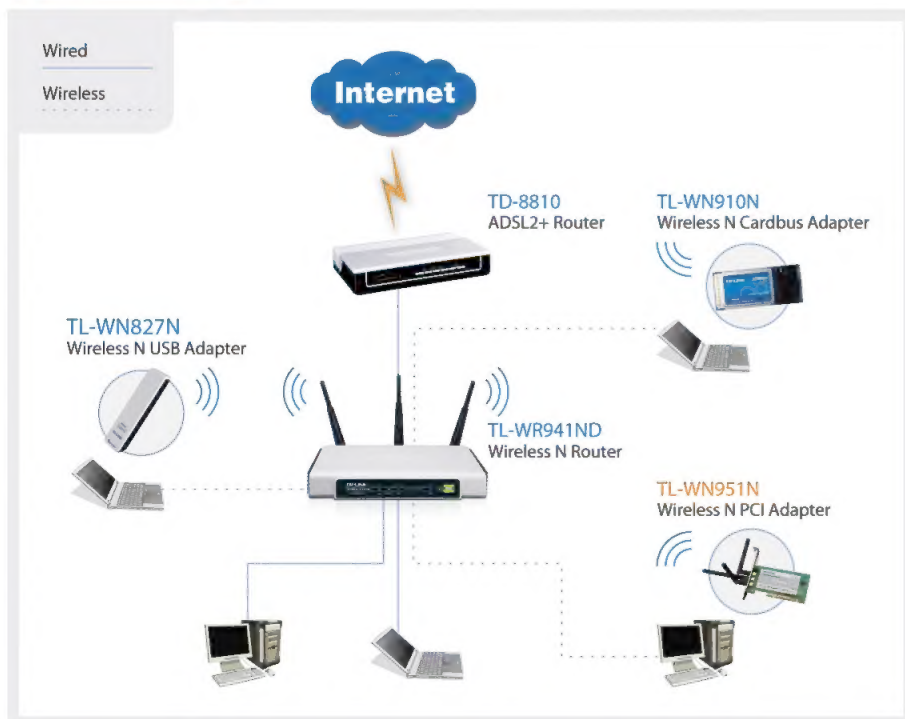 Wired
Wireless
Internet
TD-8810
ADSL2+ Router
TL-WN910N
Wireless N Cardbus Adapter
TL-WN827N
Wireless N USB Adapter
TL-WR941ND
Wireless N Router
TL-WN951N
Wireless N PCI Adapter